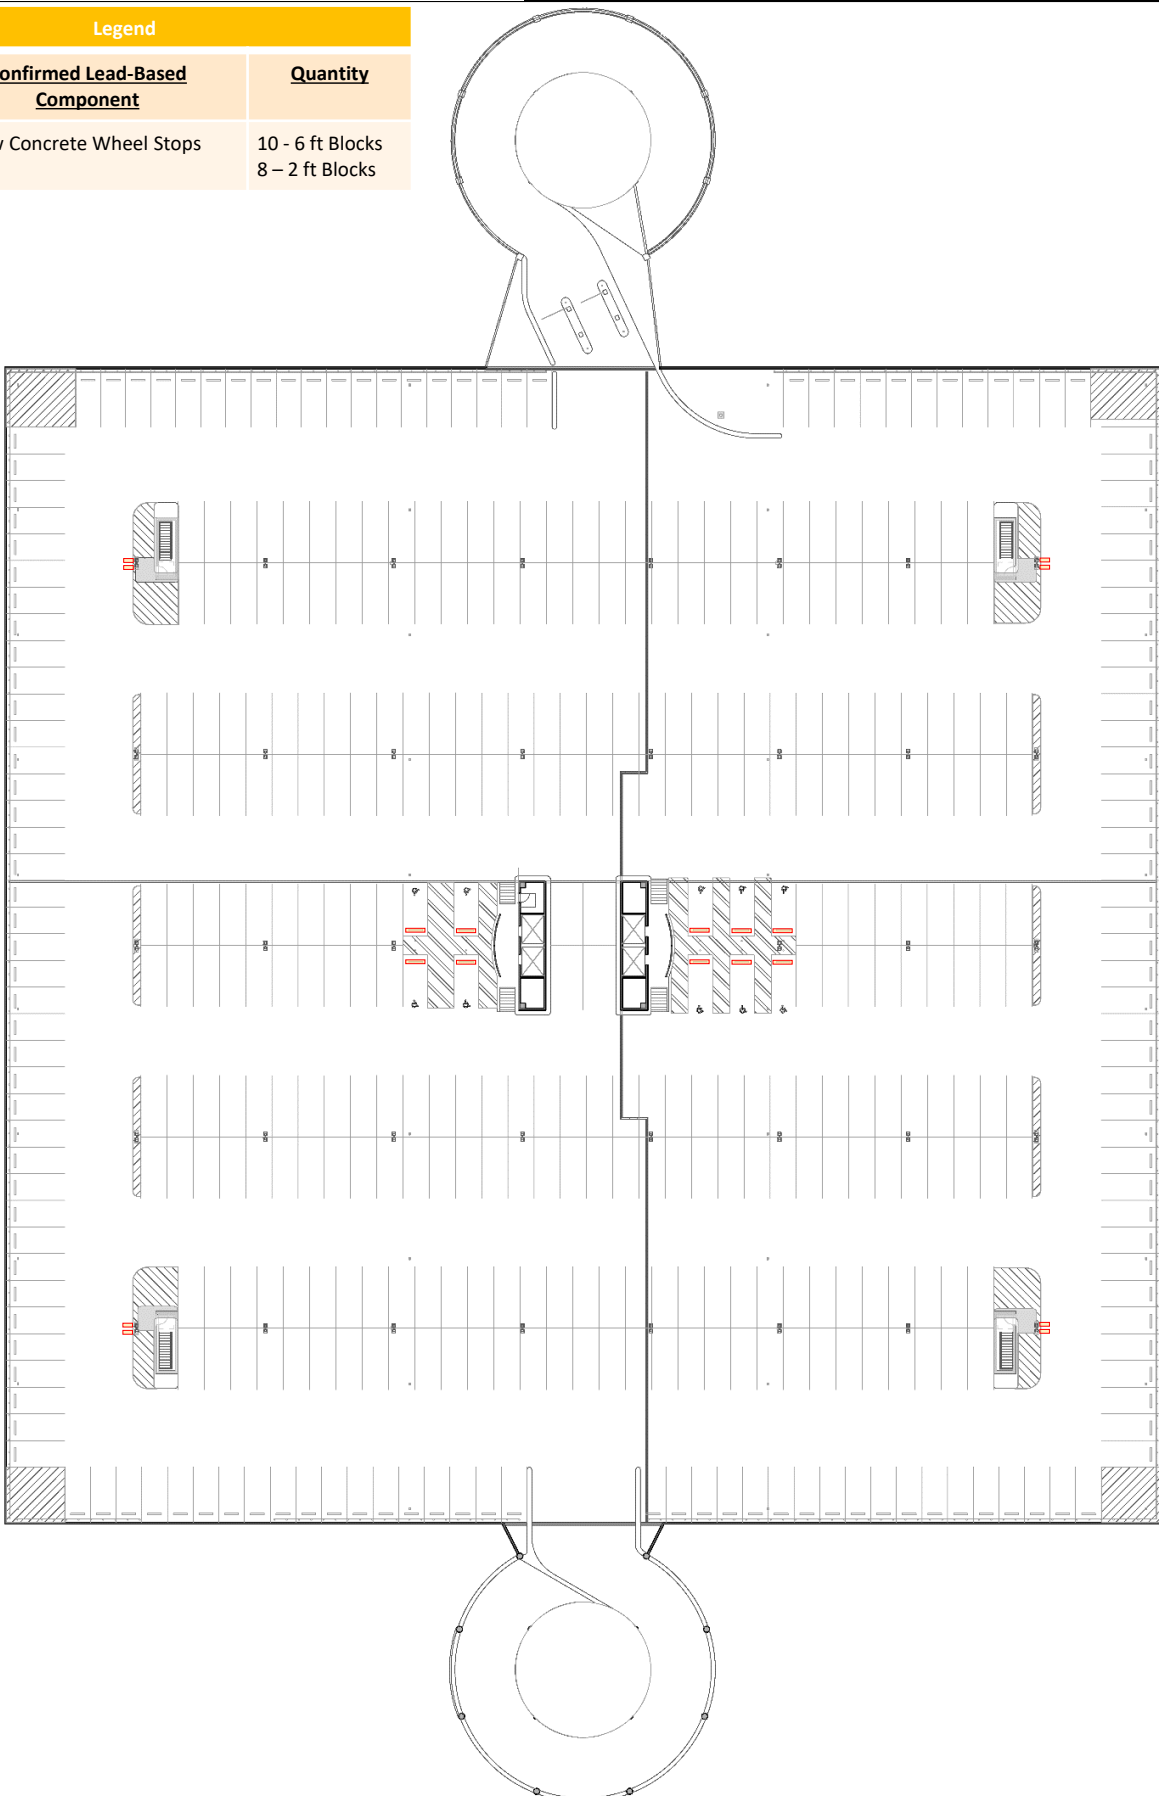 Legend
onfirmed Lead-Based
Component
Quantity
Concrete Wheel Stops
10 - 6 ft Blocks
8 – 2 ft Blocks